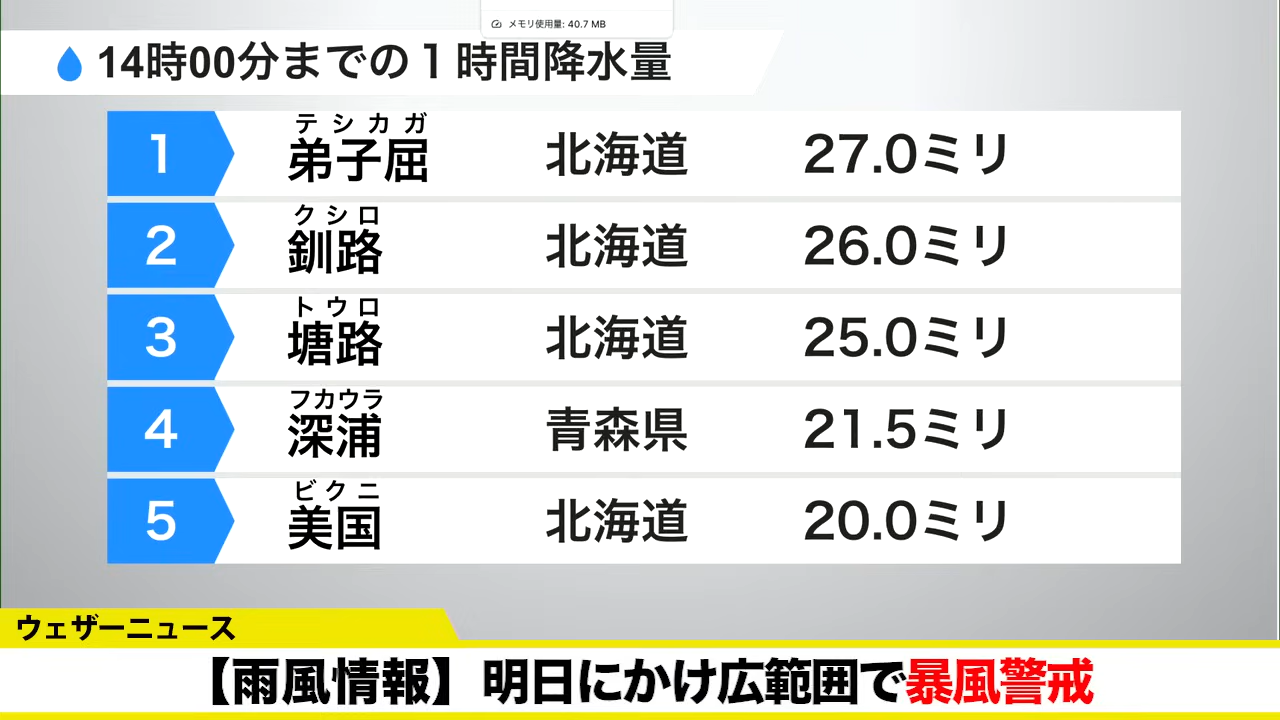 メモリ使用量: 40.7 MB
14時00分までの１時間降水量
テシカガ
1 弟子屈 北海道 27.0ミリ
クシロ
2 釧路 北海道 26.0ミリ
トウロ
3 塘路 北海道 25.0ミリ
フカウラ
4 深浦 青森県 21.5ミリ
ビクニ
5 美国 北海道 20.0ミリ
ウェザーニュース
【雨風情報】明日にかけ広範囲で暴風警戒